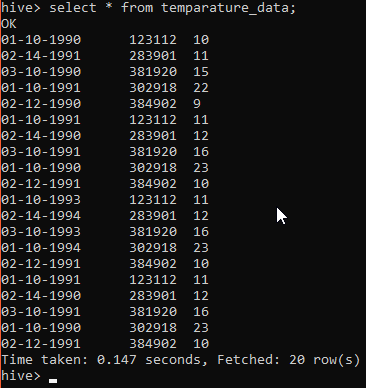 hive> select * from temparature_data;
OK
01-10-1990 123112 10
02-14-1991 283901 11
03-10-1990 381920 15
01-10-1991 302918 22
02-12-1990 384902 9
01-10-1991 123112 11
02-14-1990 283901 12
03-10-1991 381920 16
01-10-1990 302918 23
02-12-1991 384902 10
01-10-1993 123112 11
02-14-1994 283901 12
03-10-1993 381920 16
01-10-1994 302918 23
02-12-1991 384902 10
01-10-1991 123112 11
02-14-1990 283901 12
03-10-1991 381920 16
01-10-1990 302918 23
02-12-1991 384902 10
Time taken: 0.147 seconds, Fetched: 20 row(s)
hive>